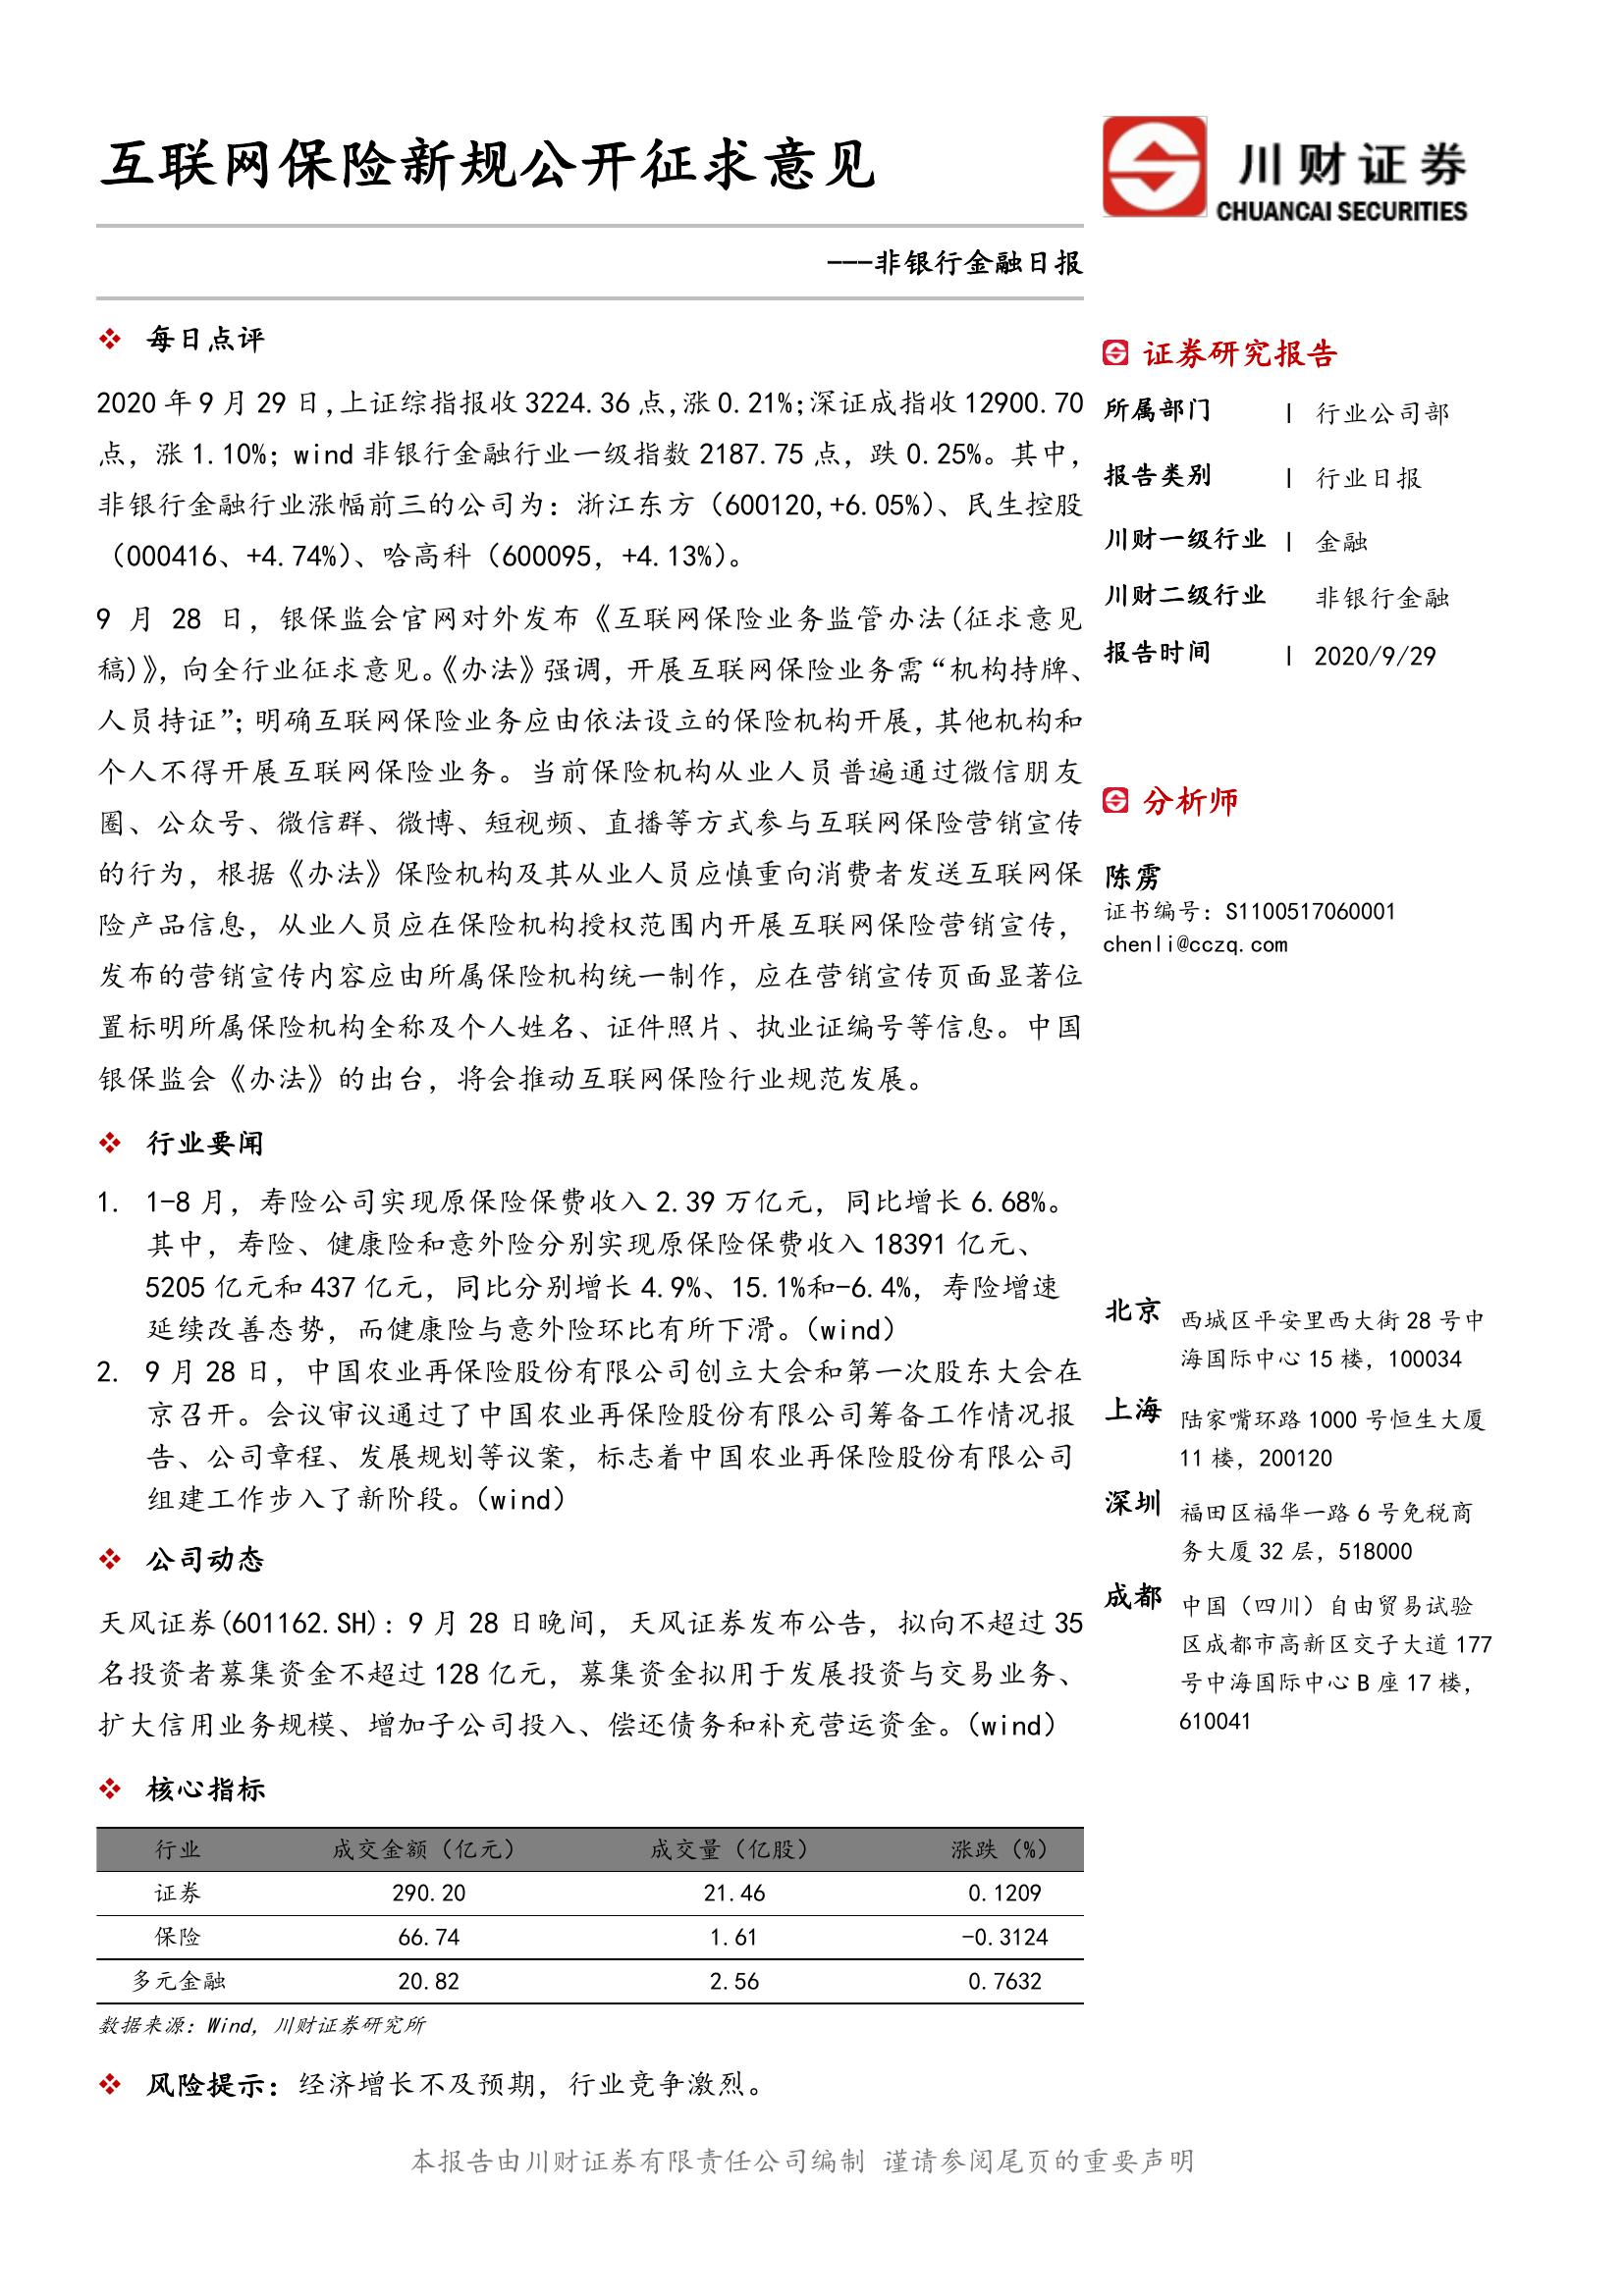 互联网保险新规公开征求意见
---非银行金融日报
每日点评
2020年9月29日,上证综指报收3224.36点,涨0.21%;深证成指收12900.70
点，涨1.10%；wind非银行金融行业一级指数2187.75点，跌0.25%。其中，
非银行金融行业涨幅前三的公司为：浙江东方（600120,+6.05%）、民生控股
（000416、+4.74%）、哈高科（600095，+4.13%）。
9月28日，银保监会官网对外发布《互联网保险业务监管办法(征求意见
稿)》，向全行业征求意见。《办法》强调，开展互联网保险业务需“机构持牌、
人员持证”；明确互联网保险业务应由依法设立的保险机构开展，其他机构和
个人不得开展互联网保险业务。当前保险机构从业人员普遍通过微信朋友
圈、公众号、微信群、微博、短视频、直播等方式参与互联网保险营销宣传
的行为，根据《办法》保险机构及其从业人员应慎重向消费者发送互联网保
险产品信息，从业人员应在保险机构授权范围内开展互联网保险营销宣传，
发布的营销宣传内容应由所属保险机构统一制作，应在营销宣传页面显著位
置标明所属保险机构全称及个人姓名、证件照片、执业证编号等信息。中国
银保监会《办法》的出台，将会推动互联网保险行业规范发展。
行业要闻
1. 1-8月，寿险公司实现原保险保费收入2.39万亿元，同比增长6.68%。
其中，寿险、健康险和意外险分别实现原保险保费收入18391亿元、
5205亿元和437亿元，同比分别增长4.9%、15.1%和-6.4%，寿险增速
延续改善态势，而健康险与意外险环比有所下滑。（wind）
2. 9月28日，中国农业再保险股份有限公司创立大会和第一次股东大会在
京召开。会议审议通过了中国农业再保险股份有限公司筹备工作情况报
告、公司章程、发展规划等议案，标志着中国农业再保险股份有限公司
组建工作步入了新阶段。（wind）
公司动态
天风证券(601162.SH)：9月28日晚间，天风证券发布公告，拟向不超过35
名投资者募集资金不超过128亿元，募集资金拟用于发展投资与交易业务、
扩大信用业务规模、增加子公司投入、偿还债务和补充营运资金。（wind）
核心指标
行业 成交金额（亿元） 成交量（亿股） 涨跌（%）
证券 290.20 21.46 0.1209
保险 66.74 1.61 -0.3124
多元金融 20.82 2.56 0.7632
数据来源：Wind，川财证券研究所
风险提示：经济增长不及预期，行业竞争激烈。
川财证券
CHUANCAI SECURITIES
证券研究报告
所属部门 | 行业公司部
报告类别 | 行业日报
川财一级行业 | 金融
川财二级行业 非银行金融
报告时间 | 2020/9/29
分析师
陈雳
证书编号：S1100517060001
chenli@cczq.com
北京 西城区平安里西大街28号中
海国际中心15楼，100034
上海 陆家嘴环路1000号恒生大厦
11楼，200120
深圳 福田区福华一路6号免税商
务大厦32层，518000
成都 中国（四川）自由贸易试验
区成都市高新区交子大道177
号中海国际中心B座17楼，
610041
本报告由川财证券有限责任公司编制 谨请参阅尾页的重要声明